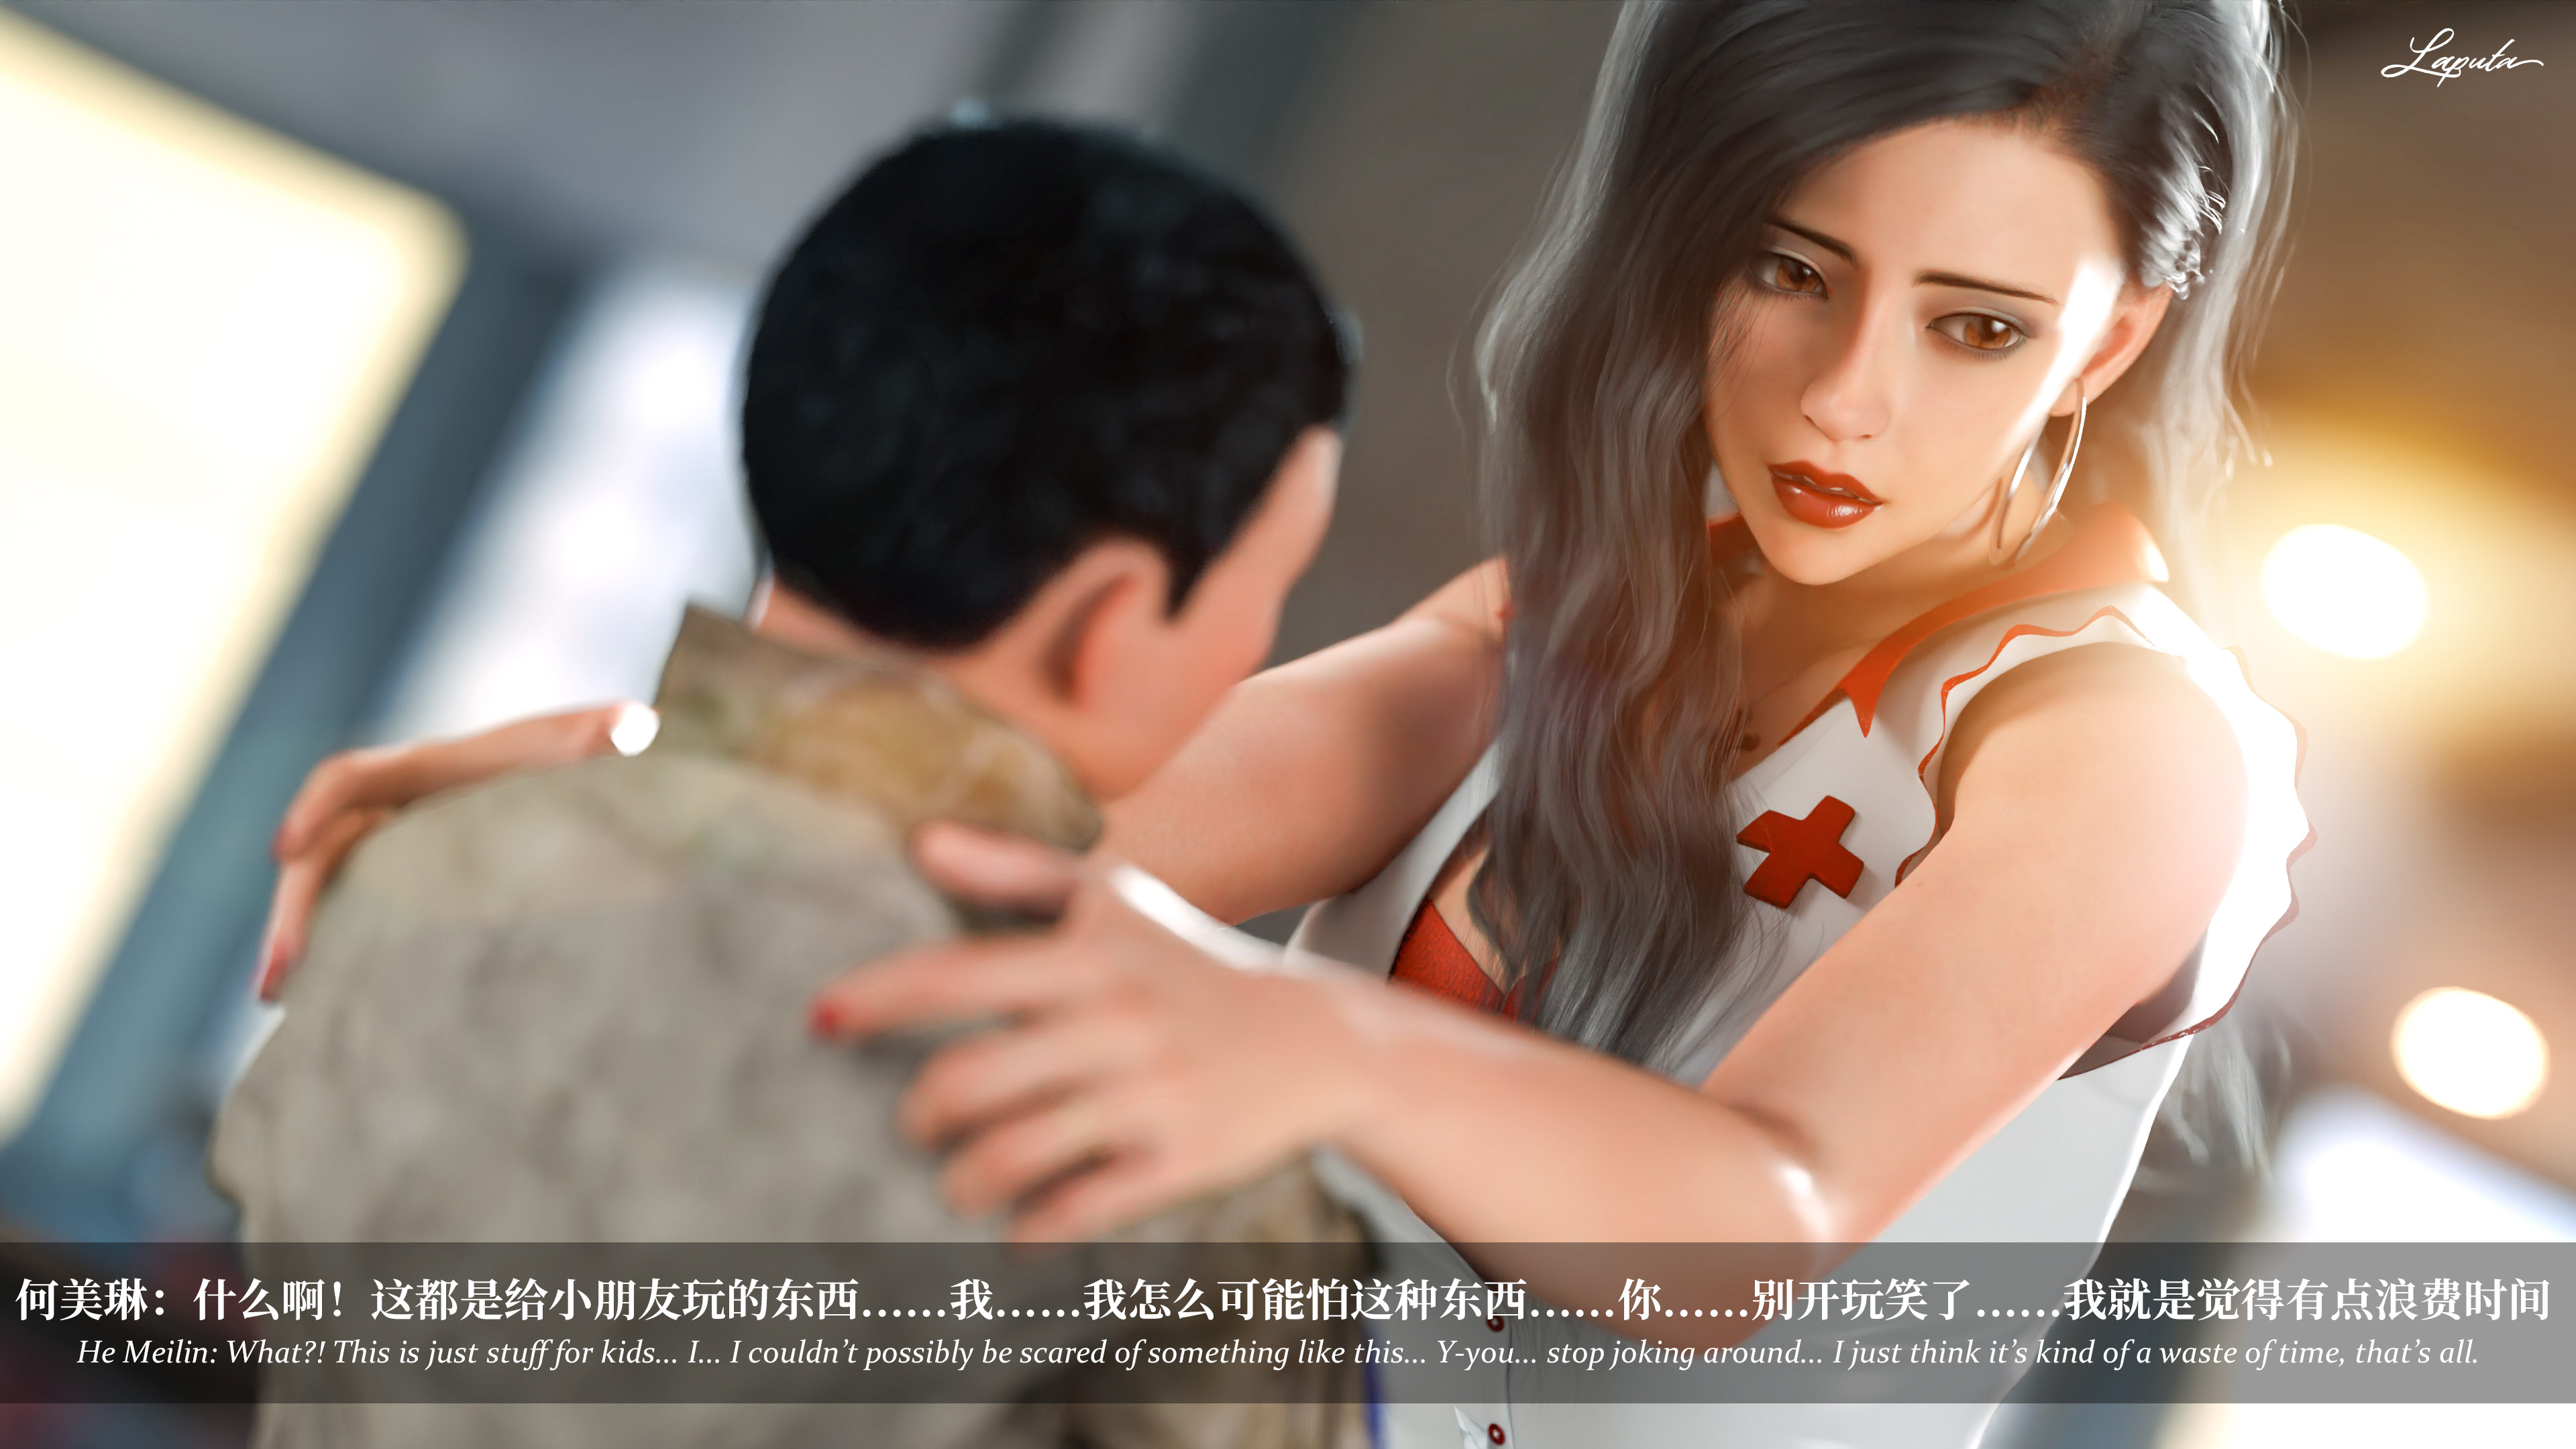 Laputa
何美琳：什么啊！这都是给小朋友玩的东西……我……我怎么可能怕这种东西……你……别开玩笑了……我就是觉得有点浪费时间
He Meilin: What?! This is just stuff for kids... I... I couldn't possibly be scared of something like this... Y-you... stop joking around... I just think it's kind of a waste of time, that's all.